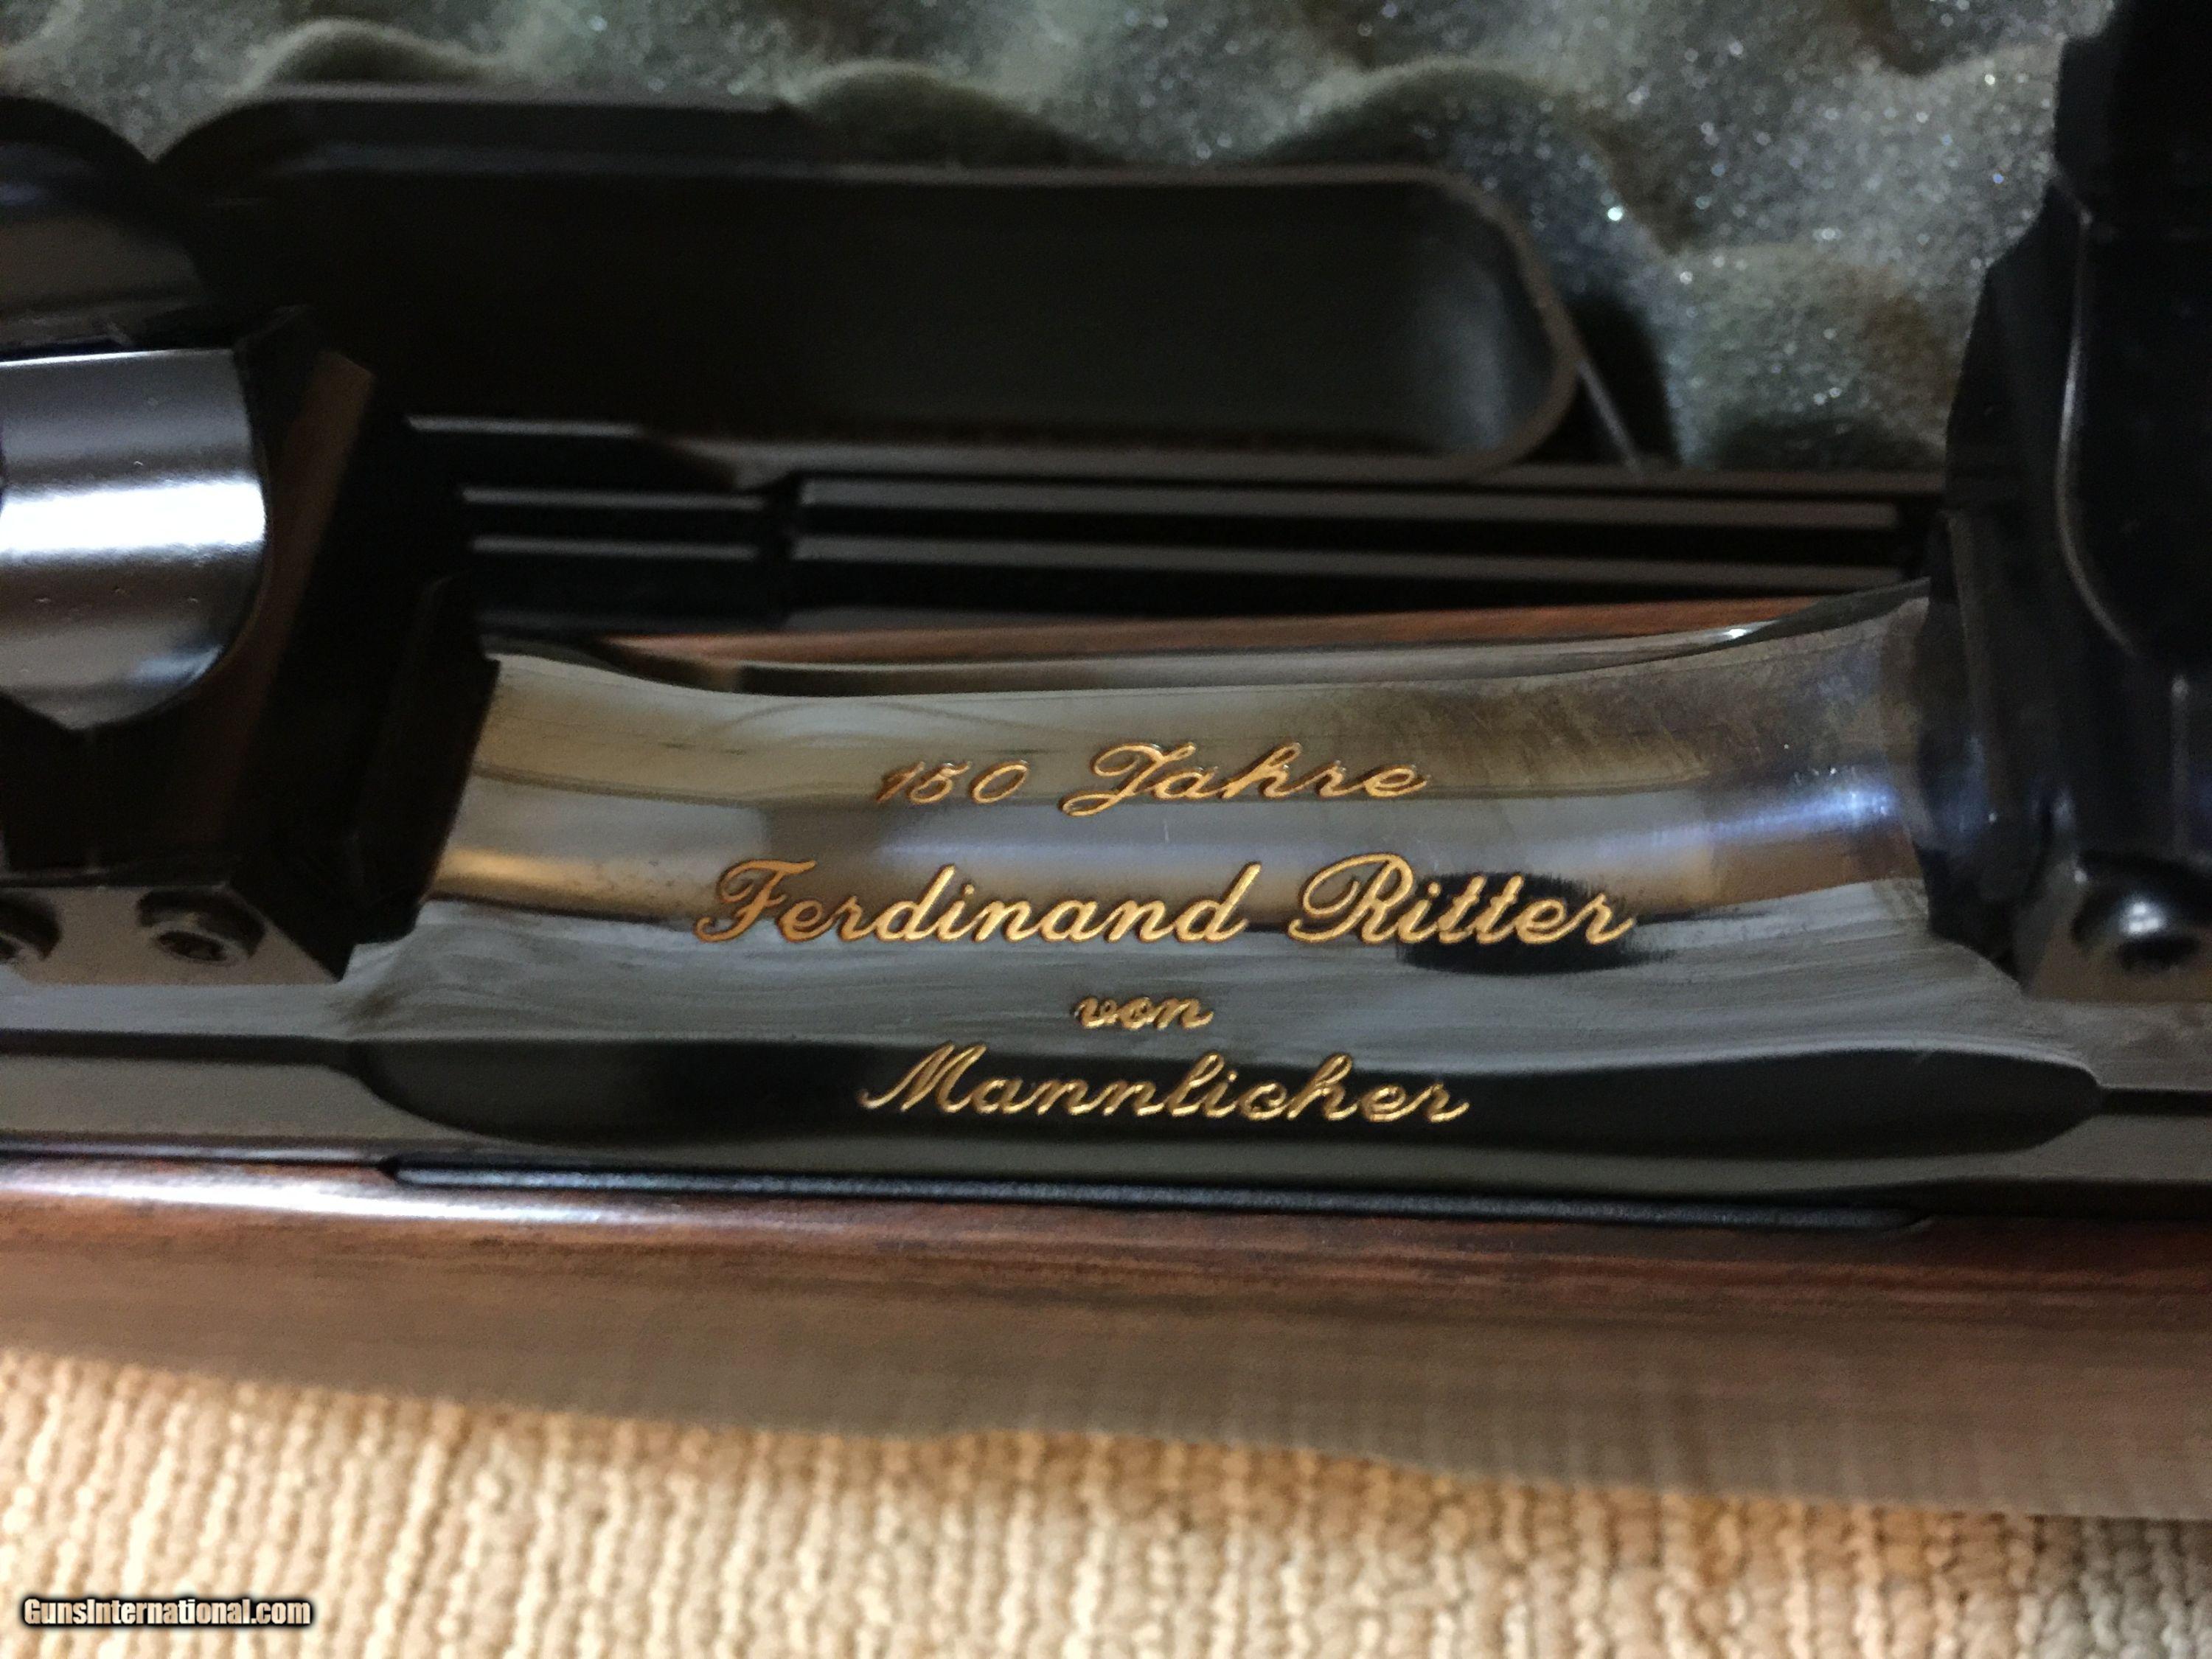 150 Jahre
Ferdinand Ritter
von
Mannlicher
GunsInternational.com